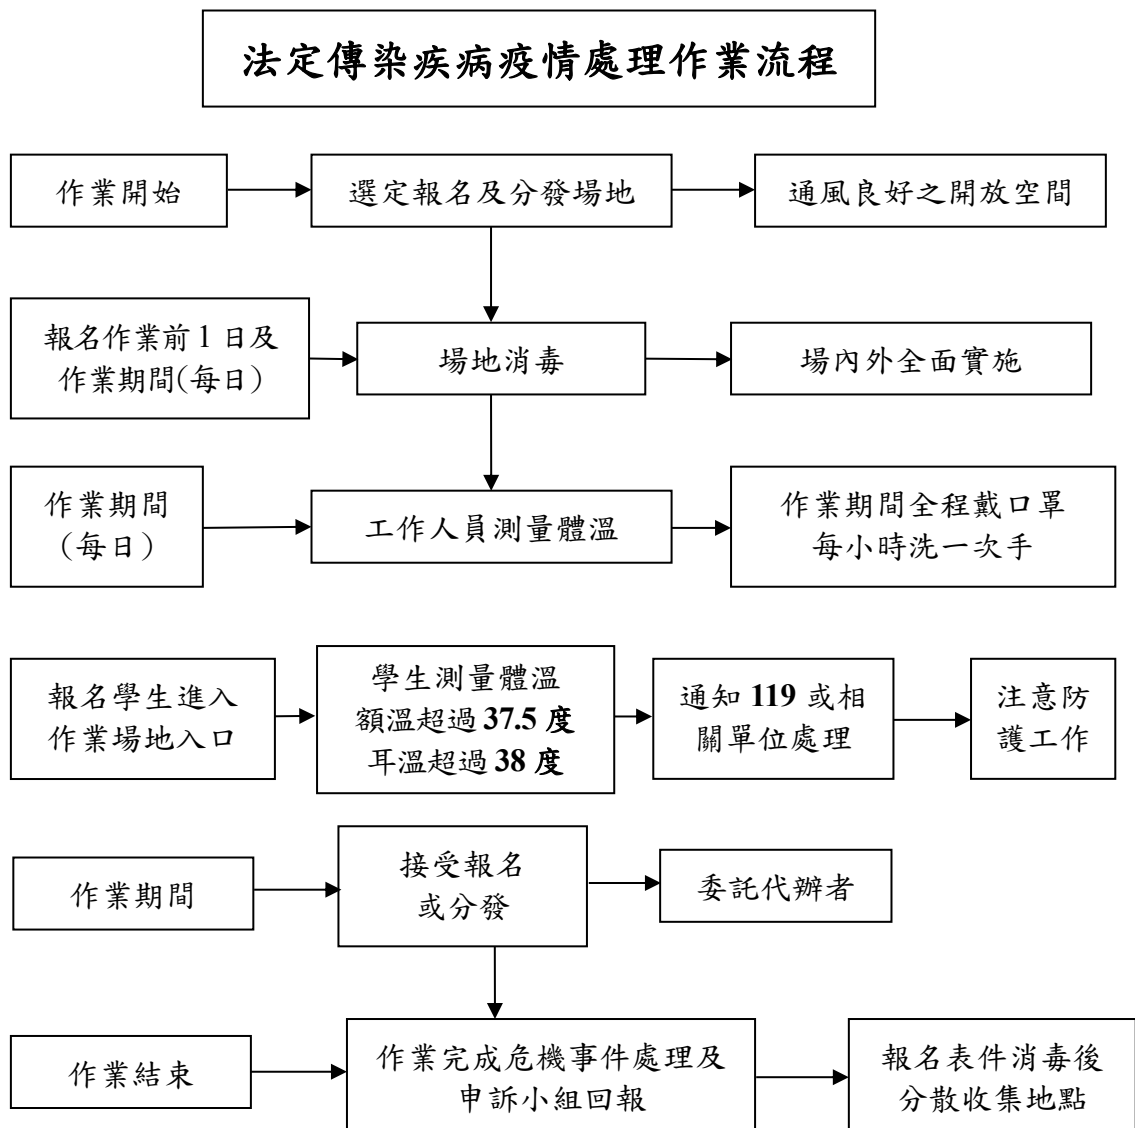 法定傳染疾病疫情處理作業流程
作業開始
選定報名及分發場地
通風良好之開放空間
報名作業前 1 日及
作業期間(每日)
場地消毒
場內外全面實施
作業期間
(每日)
工作人員測量體溫
作業期間全程戴口罩
每小時洗一次手
報名學生進入
作業場地入口
學生測量體溫
額溫超過 37.5 度
耳溫超過 38 度
通知 119 或相
關單位處理
注意防
護工作
作業期間
接受報名
或分發
委託代辦者
作業結束
作業完成危機事件處理及
申訴小組回報
報名表件消毒後
分散收集地點